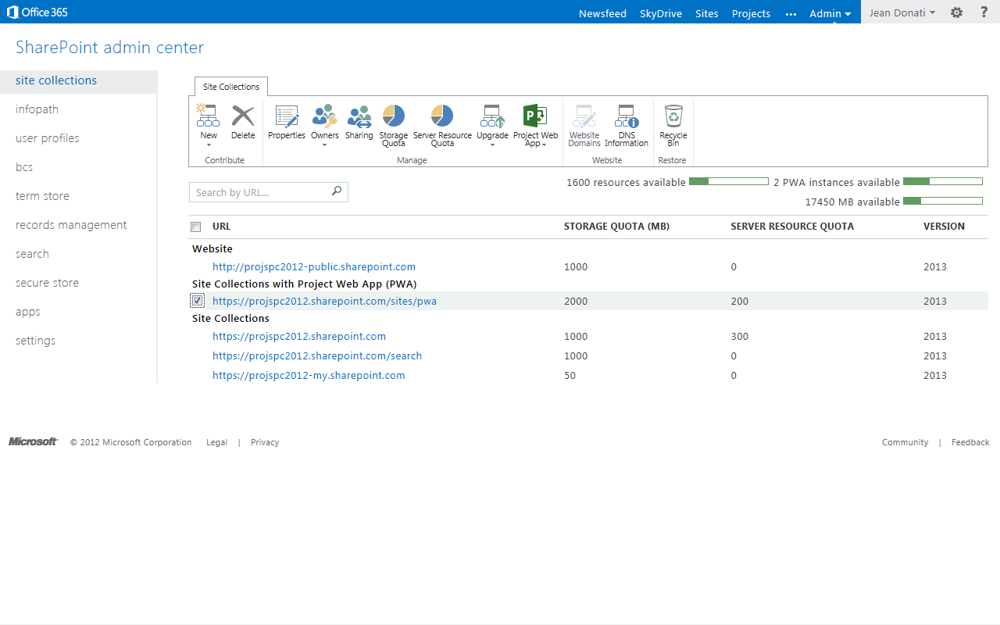 Office 365 Newsfeed SkyDrive Sites Projects ••• Admin Jean Donati ?
SharePoint admin center
site collections
infopath
user profiles
bcs
term store
records management
search
secure store
apps
settings
Site Collections
New Delete Properties Owners Sharing Storage Quota Server Resource Quota Upgrade Project Web App Website Domains DNS Information Recycle Bin
Contribute Manage Website Restore
Search by URL... 1600 resources available 2 PWA instances available
17450 MB available
URL STORAGE QUOTA (MB) SERVER RESOURCE QUOTA VERSION
Website
http://projspc2012-public.sharepoint.com 1000 0 2013
Site Collections with Project Web App (PWA)
https://projspc2012.sharepoint.com/sites/pwa 2000 200 2013
Site Collections
https://projspc2012.sharepoint.com 1000 300 2013
https://projspc2012.sharepoint.com/search 1000 0 2013
https://projspc2012-my.sharepoint.com 50 0 2013
Microsoft © 2012 Microsoft Corporation Legal | Privacy Community | Feedback